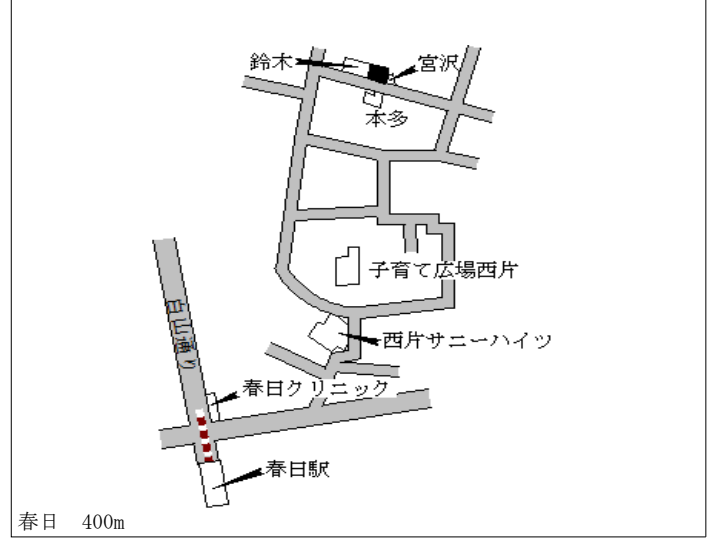 鈴木
宮沢
本多
子育て広場西片
白山通り
西片サニーハイツ
春日クリニック
春日駅
春日 400m